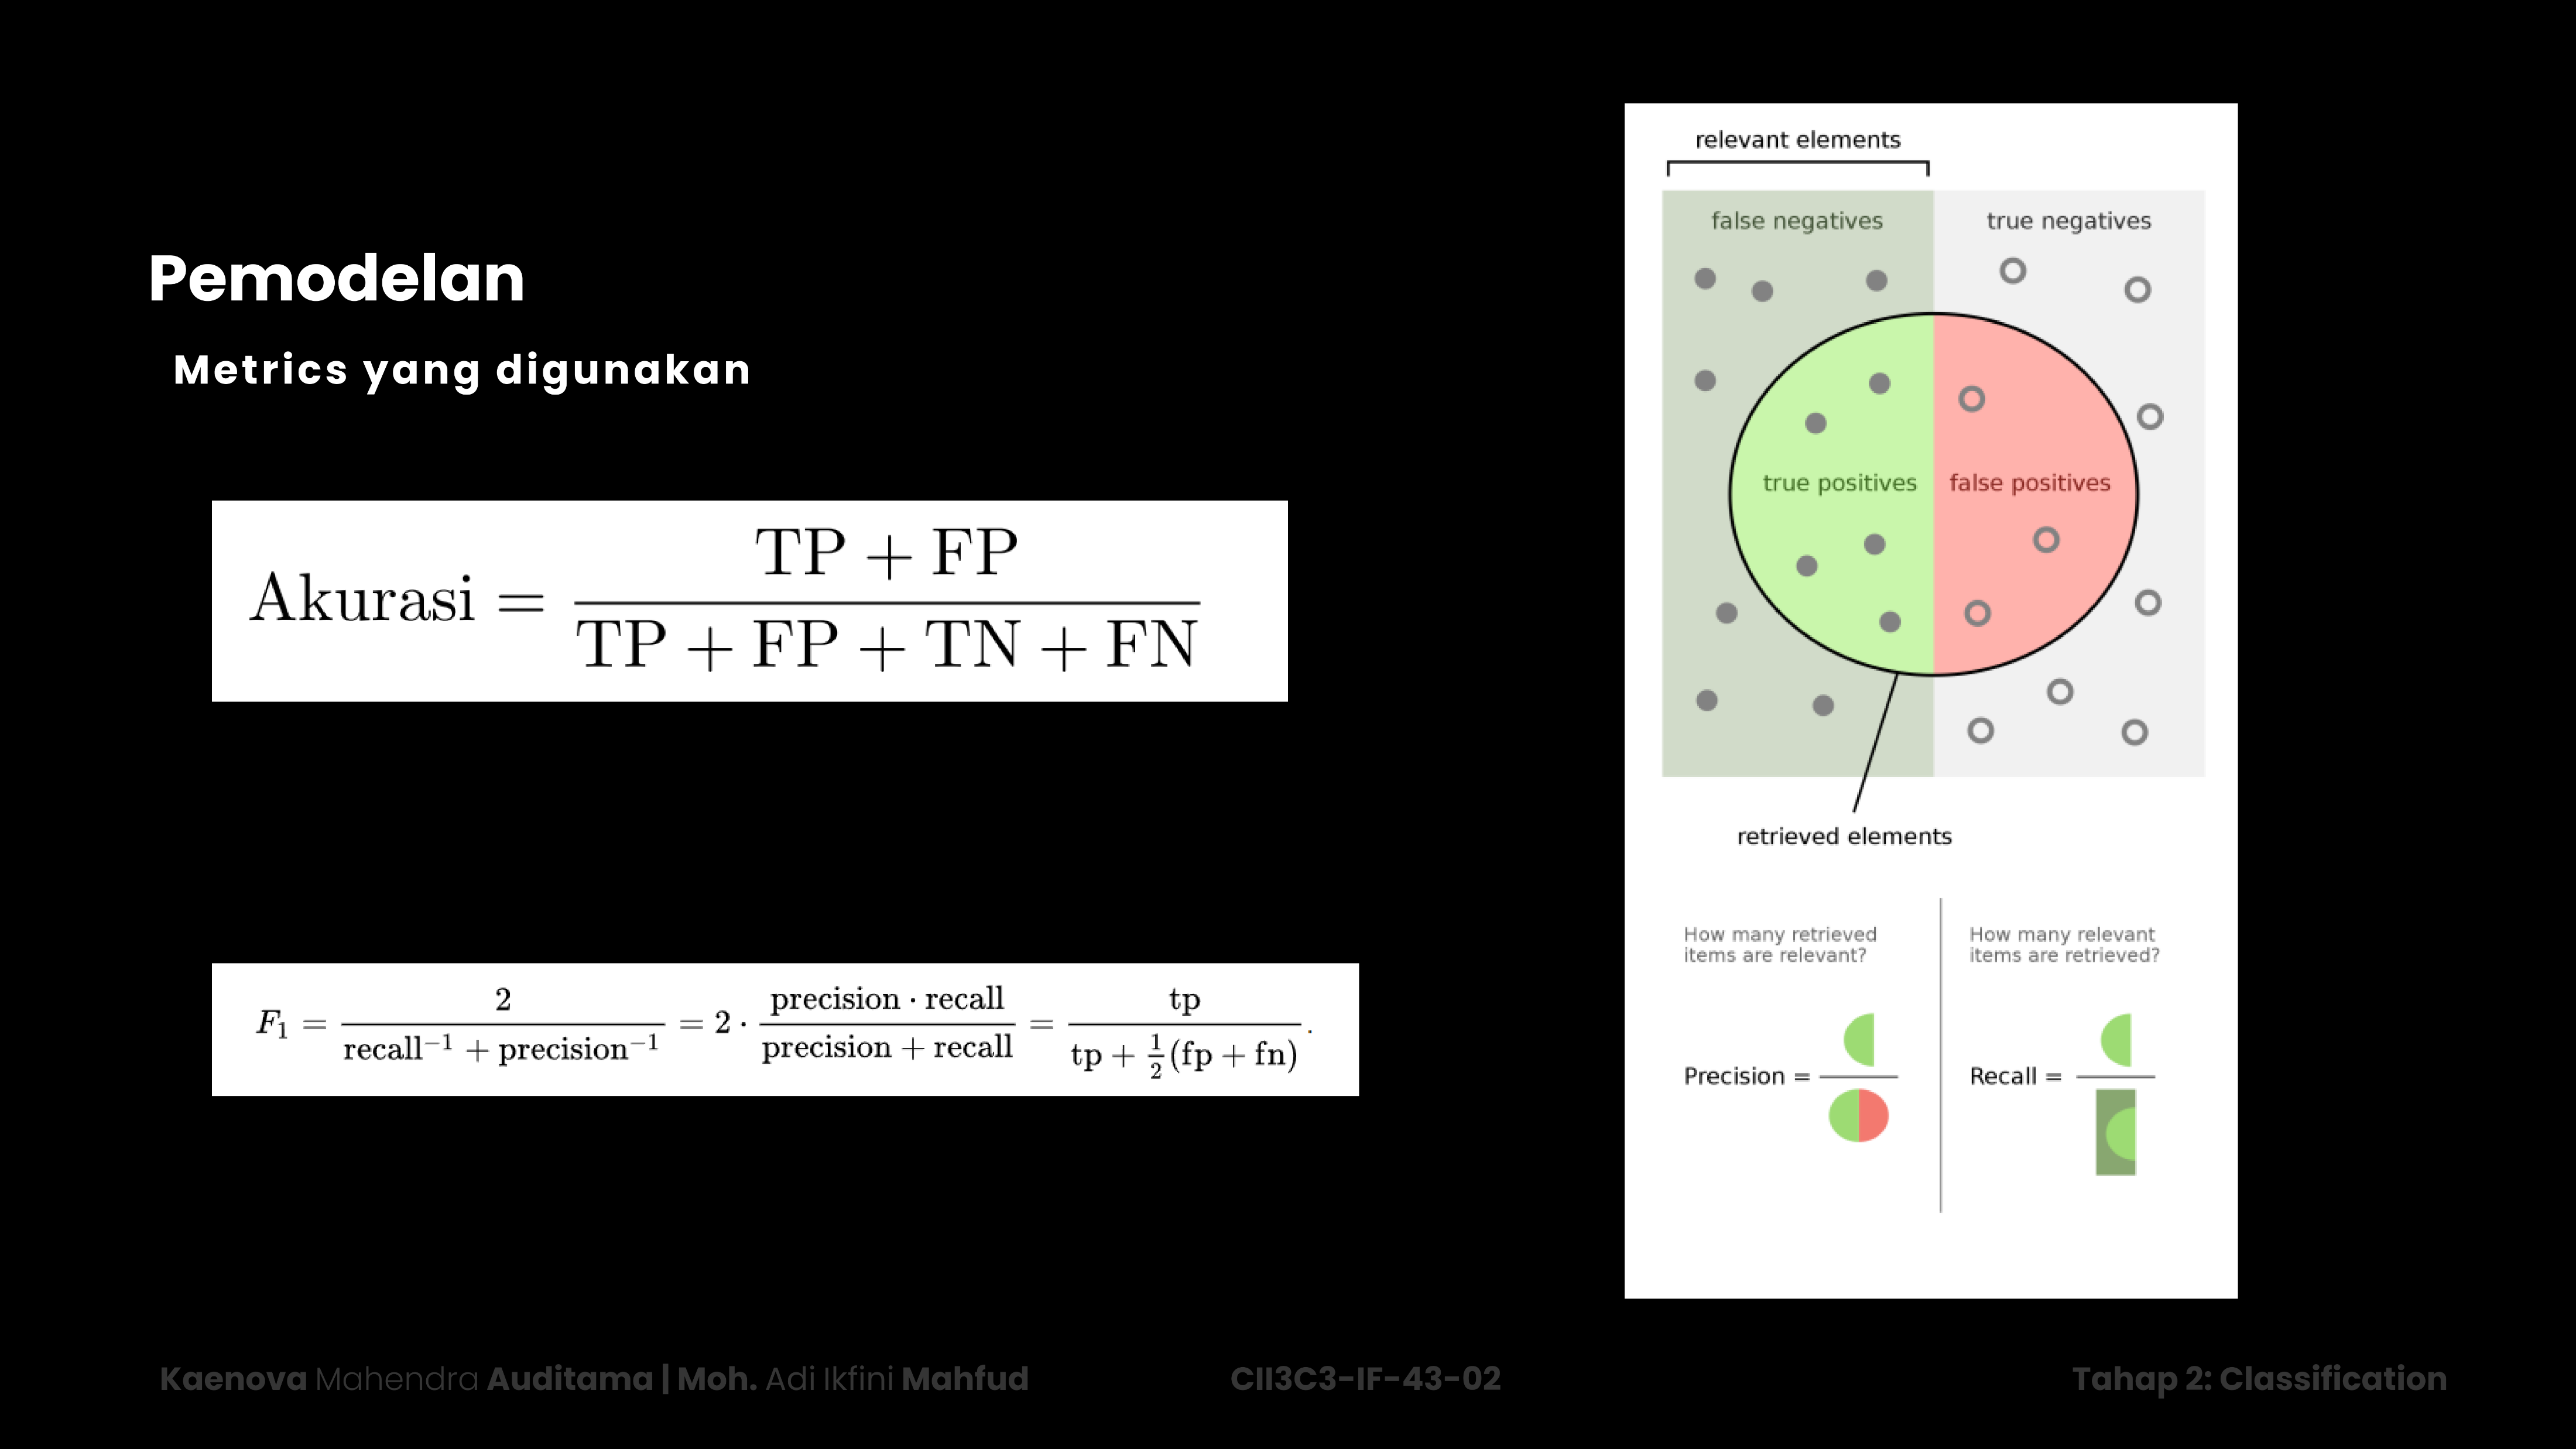 Pemodelan
Metrics yang digunakan
Akurasi = TP + FP / TP + FP + TN + FN
F₁ = 2 / recall⁻¹ + precision⁻¹ = 2 · precision · recall / precision + recall = tp / tp + ½(fp + fn) .
relevant elements
false negatives true negatives
true positives false positives
retrieved elements
How many retrieved
items are relevant?
Precision =
How many relevant
items are retrieved?
Recall =
Kaenova Mahendra Auditama | Moh. Adi Ikfini Mahfud
CII3C3-IF-43-02
Tahap 2: Classification